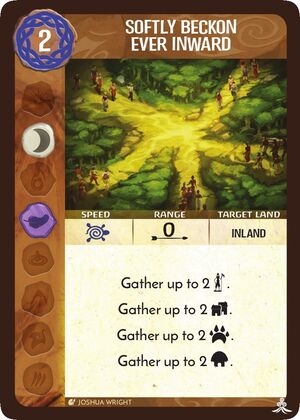 2
SOFTLY BECKON
EVER INWARD
SPEED RANGE TARGET LAND
0 INLAND
Gather up to 2 .
Gather up to 2 .
Gather up to 2 .
Gather up to 2 .
JOSHUA WRIGHT